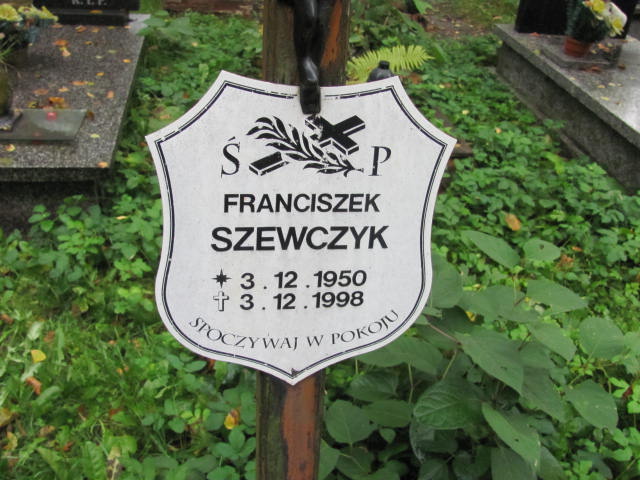 R.I.P.
Ś P
FRANCISZEK
SZEWCZYK
3.12.1950
3.12.1998
SPOCZYWAJ W POKOJU